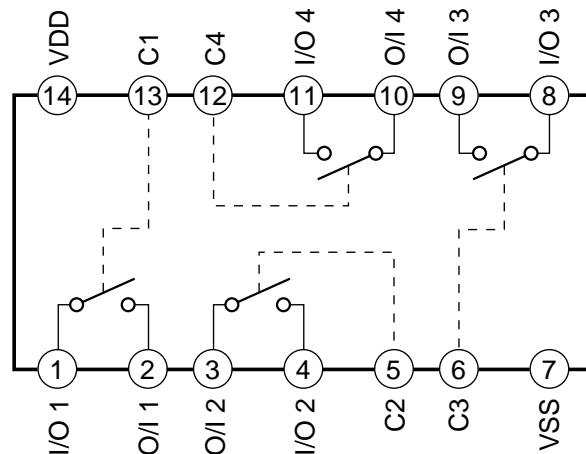 VDD
C1
C4
I/O 4
O/I 4
O/I 3
I/O 3
14
13
12
11
10
9
8
1
2
3
4
5
6
7
I/O 1
O/I 1
O/I 2
I/O 2
C2
C3
VSS